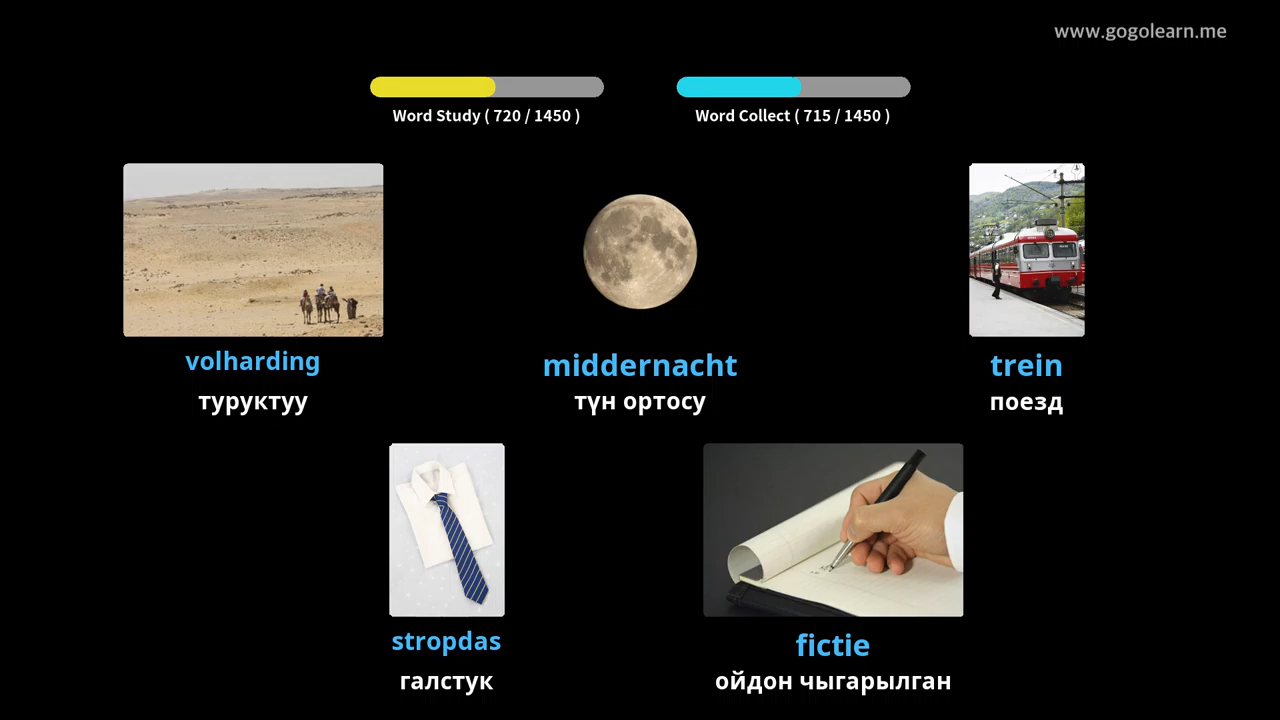 www.gogolearn.me
Word Study ( 720 / 1450 )
Word Collect ( 715 / 1450 )
volharding
туруктуу
middernacht
түн ортосу
trein
поезд
stropdas
галстук
fictie
ойдон чыгарылган